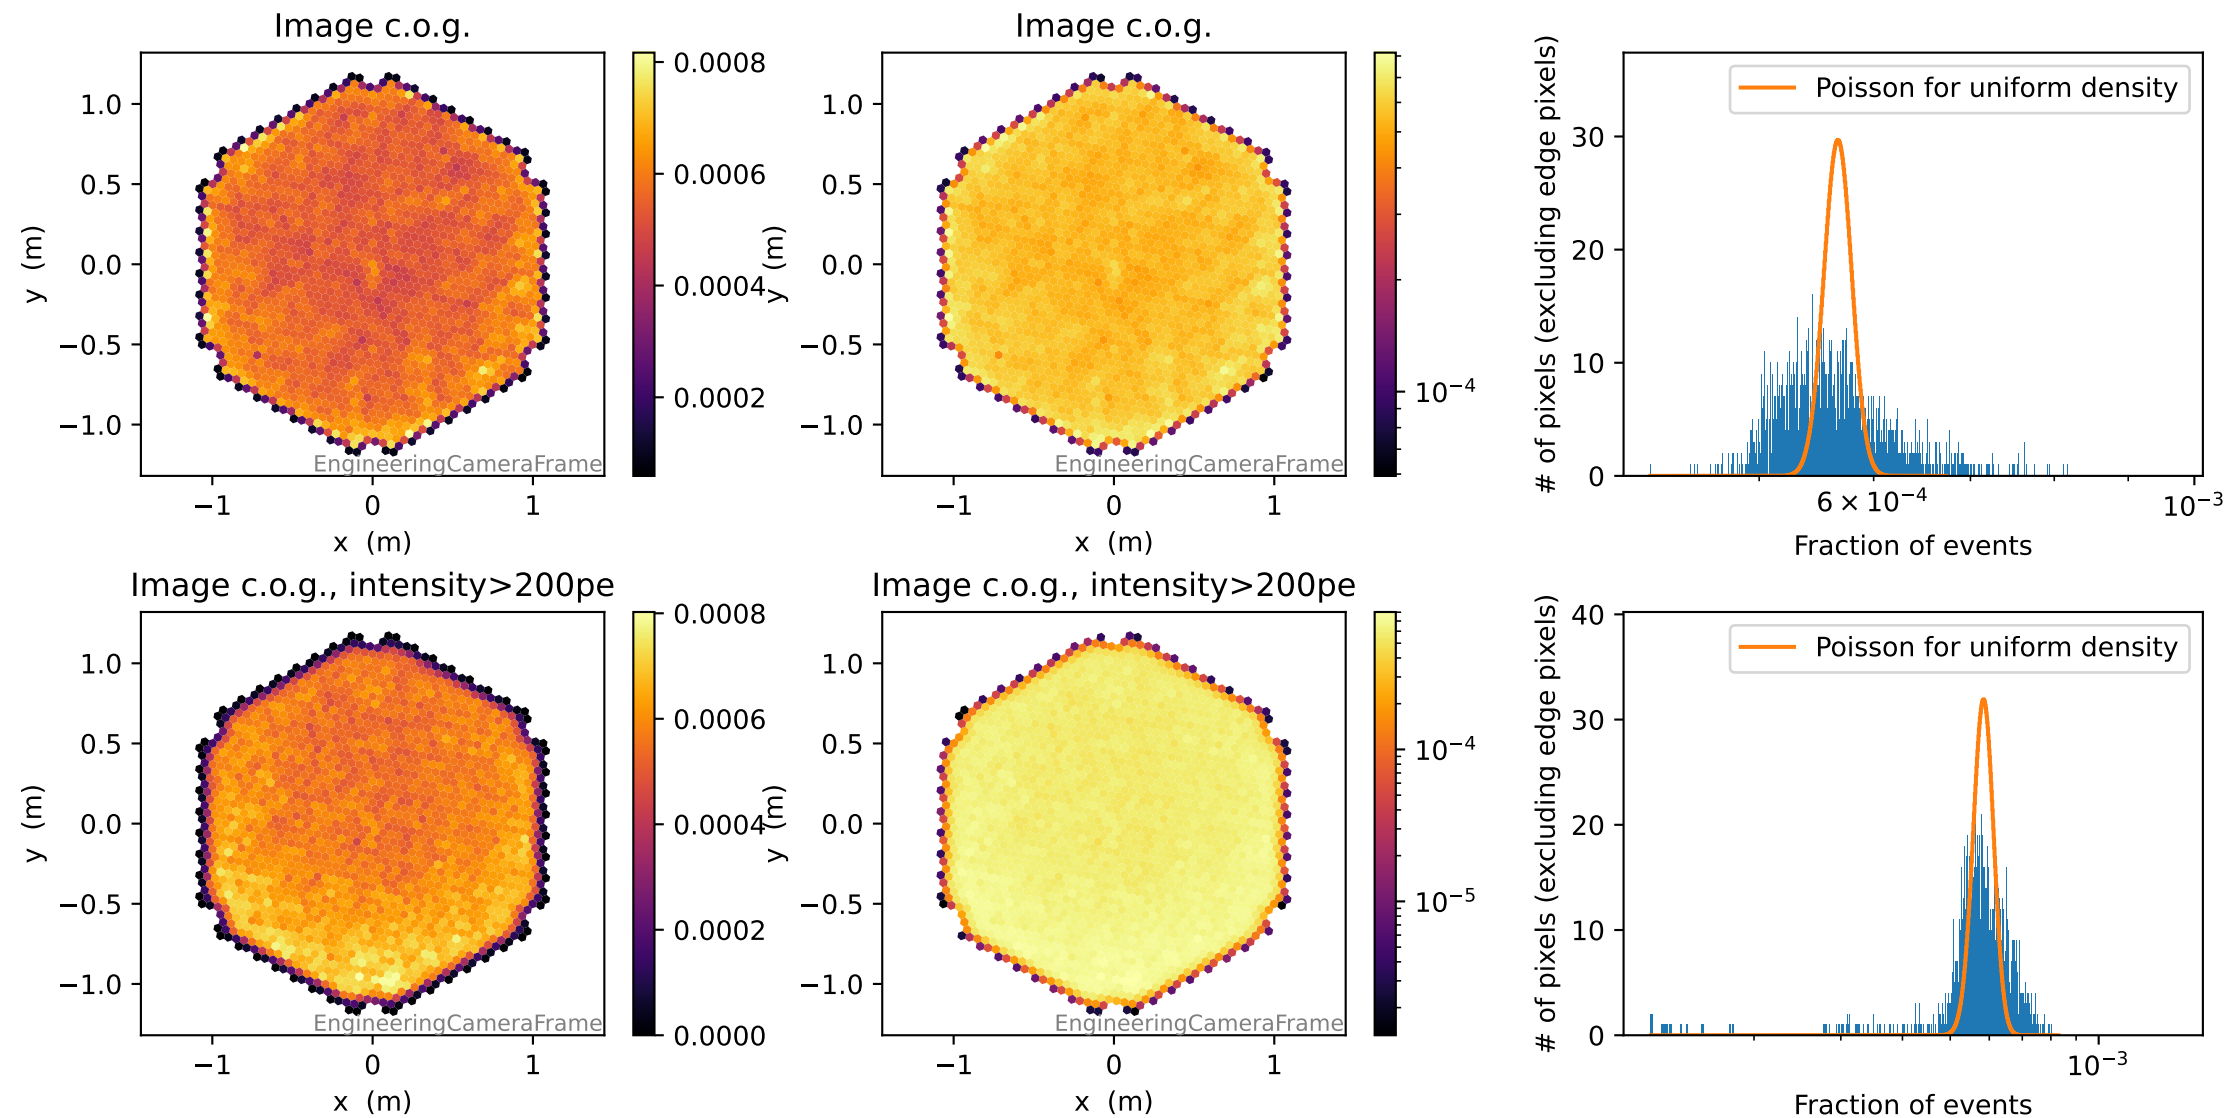 Image c.o.g.
1.0
0.5
0.0
−0.5
−1.0
y (m)
−1
0
1
x (m)
EngineeringCameraFrame
0.0008
0.0006
0.0004
0.0002
Image c.o.g.
1.0
0.5
0.0
−0.5
−1.0
y (m)
−1
0
1
x (m)
EngineeringCameraFrame
10⁻⁴
# of pixels (excluding edge pixels)
30
20
10
0
Poisson for uniform density
6 × 10⁻⁴
10⁻³
Fraction of events
Image c.o.g., intensity>200pe
1.0
0.5
0.0
−0.5
−1.0
y (m)
−1
0
1
x (m)
EngineeringCameraFrame
0.0008
0.0006
0.0004
0.0002
0.0000
Image c.o.g., intensity>200pe
1.0
0.5
0.0
−0.5
−1.0
y (m)
−1
0
1
x (m)
EngineeringCameraFrame
10⁻⁴
10⁻⁵
# of pixels (excluding edge pixels)
40
30
20
10
0
Poisson for uniform density
10⁻³
Fraction of events